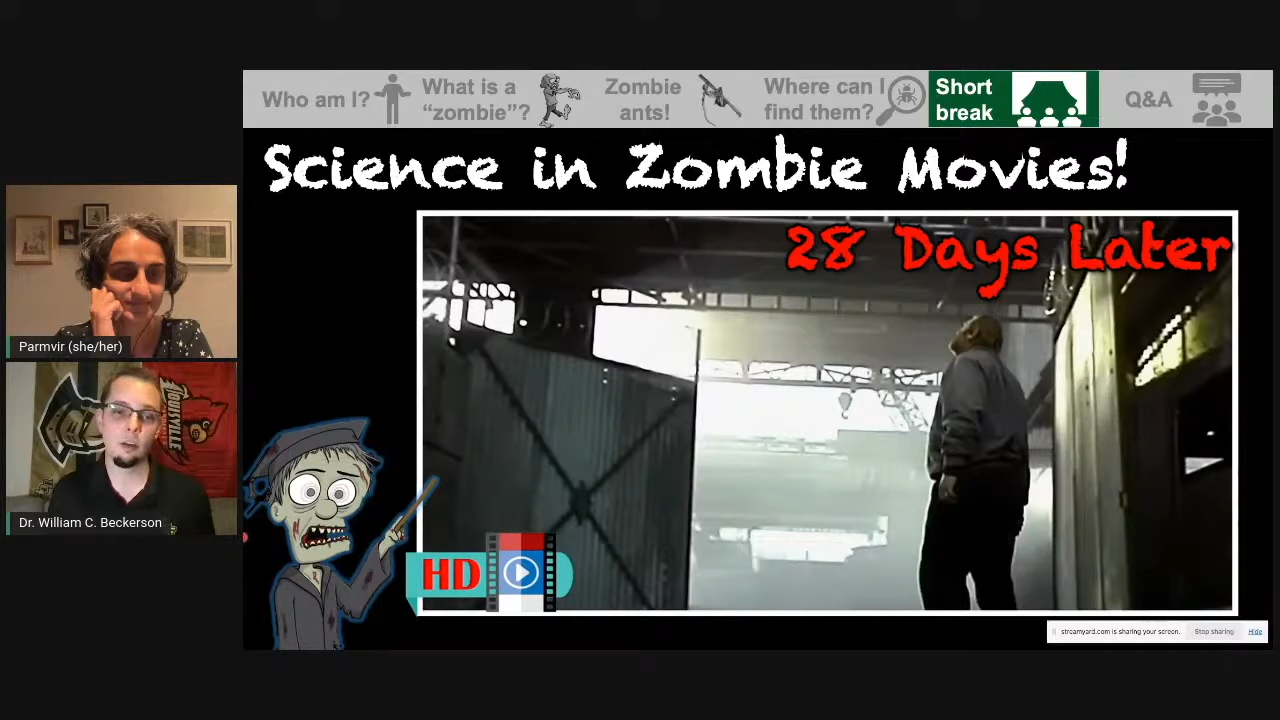 Who am I?
What is a
“zombie”?
Zombie
ants!
Where can I
find them?
Short
break
Q&A
Science in Zombie Movies!
28 Days Later
Parmvir (she/her)
LOUISVILLE
Dr. William C. Beckerson
HD
streamyard.com is sharing your screen.
Stop sharing
Hide